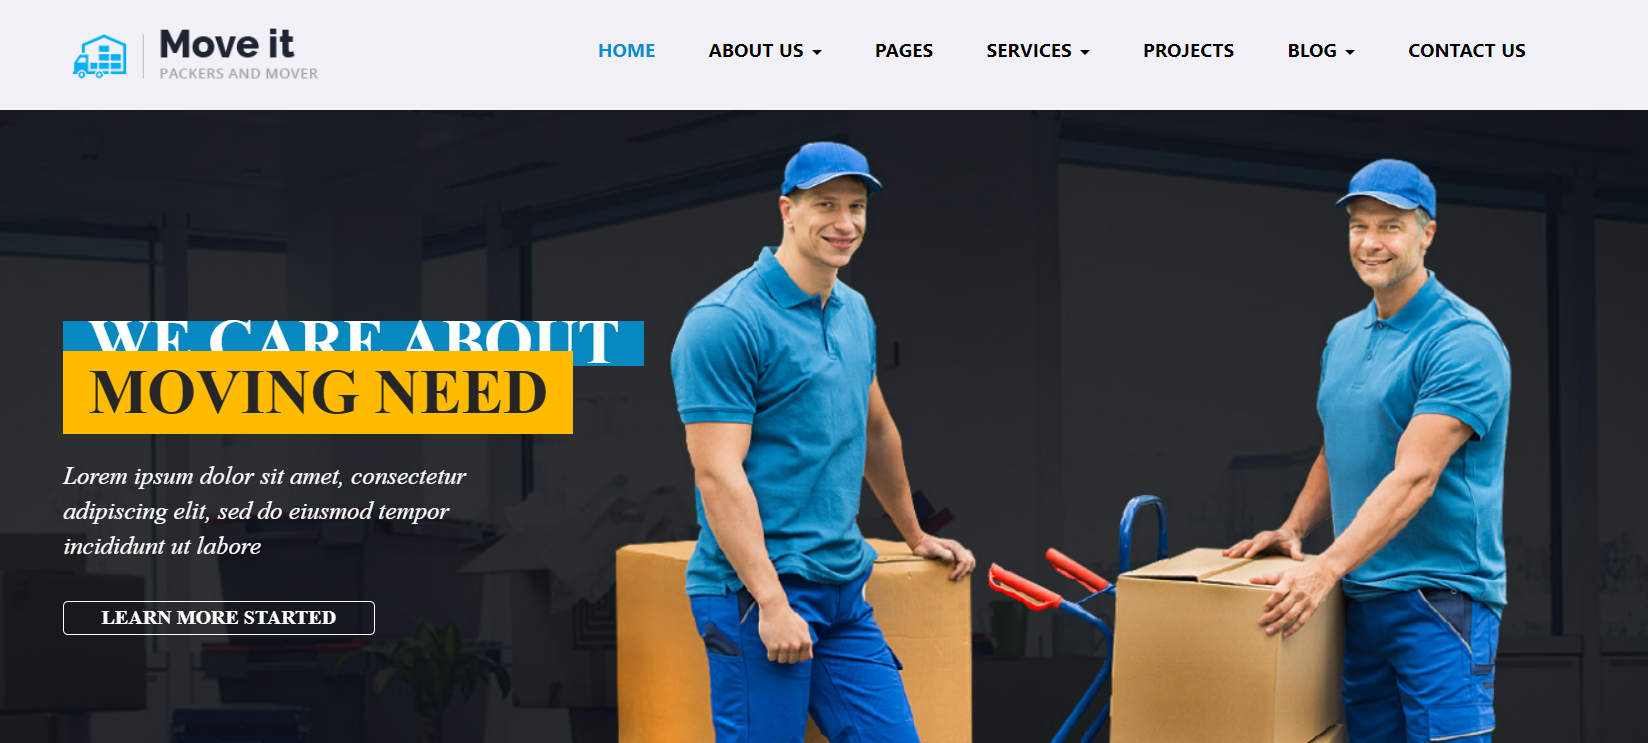 Move it
PACKERS AND MOVER
HOME ABOUT US PAGES SERVICES PROJECTS BLOG CONTACT US
WE CARE ABOUT
MOVING NEED
Lorem ipsum dolor sit amet, consectetur
adipiscing elit, sed do eiusmod tempor
incididunt ut labore
LEARN MORE STARTED